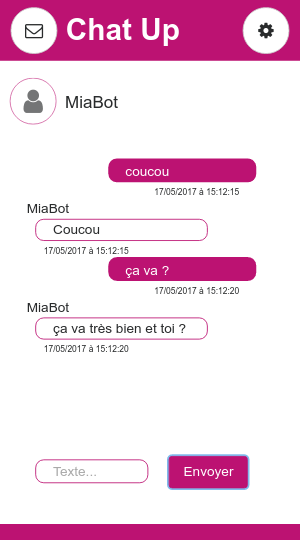 Chat Up
MiaBot
coucou
17/05/2017 à 15:12:15
MiaBot
Coucou
17/05/2017 à 15:12:15
ça va ?
17/05/2017 à 15:12:20
MiaBot
ça va très bien et toi ?
17/05/2017 à 15:12:20
Texte...
Envoyer